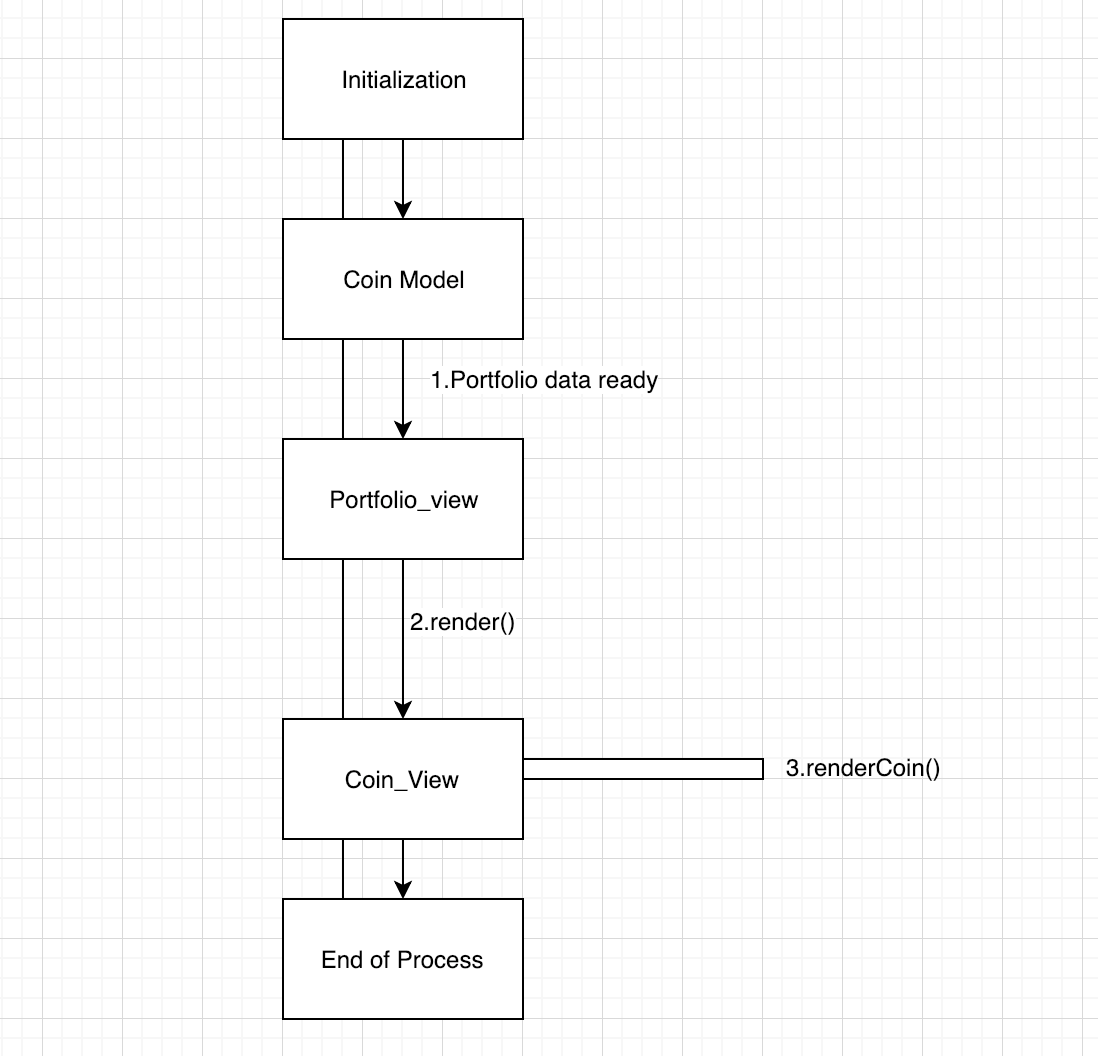 Initialization
Coin Model
1.Portfolio data ready
Portfolio_view
2.render()
Coin_View
3.renderCoin()
End of Process